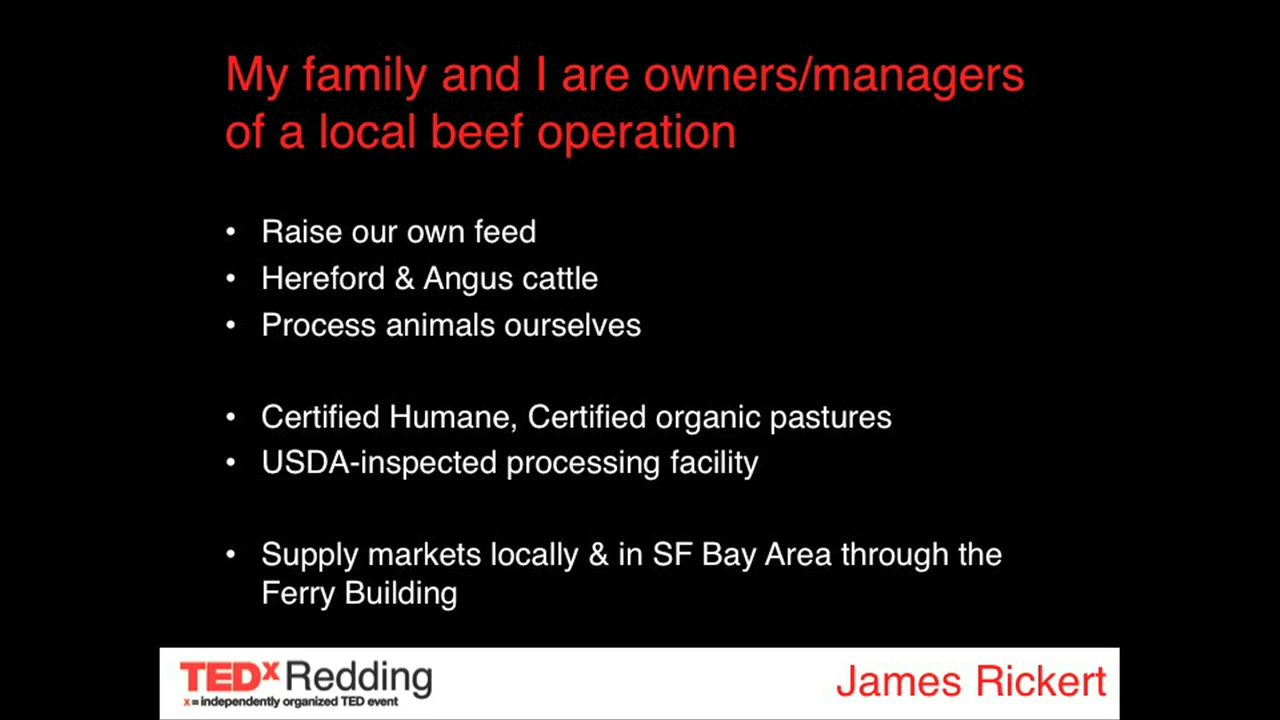 My family and I are owners/managers
of a local beef operation
• Raise our own feed
• Hereford & Angus cattle
• Process animals ourselves
• Certified Humane, Certified organic pastures
• USDA-inspected processing facility
• Supply markets locally & in SF Bay Area through the
Ferry Building
TEDx Redding
x = independently organized TED event
James Rickert